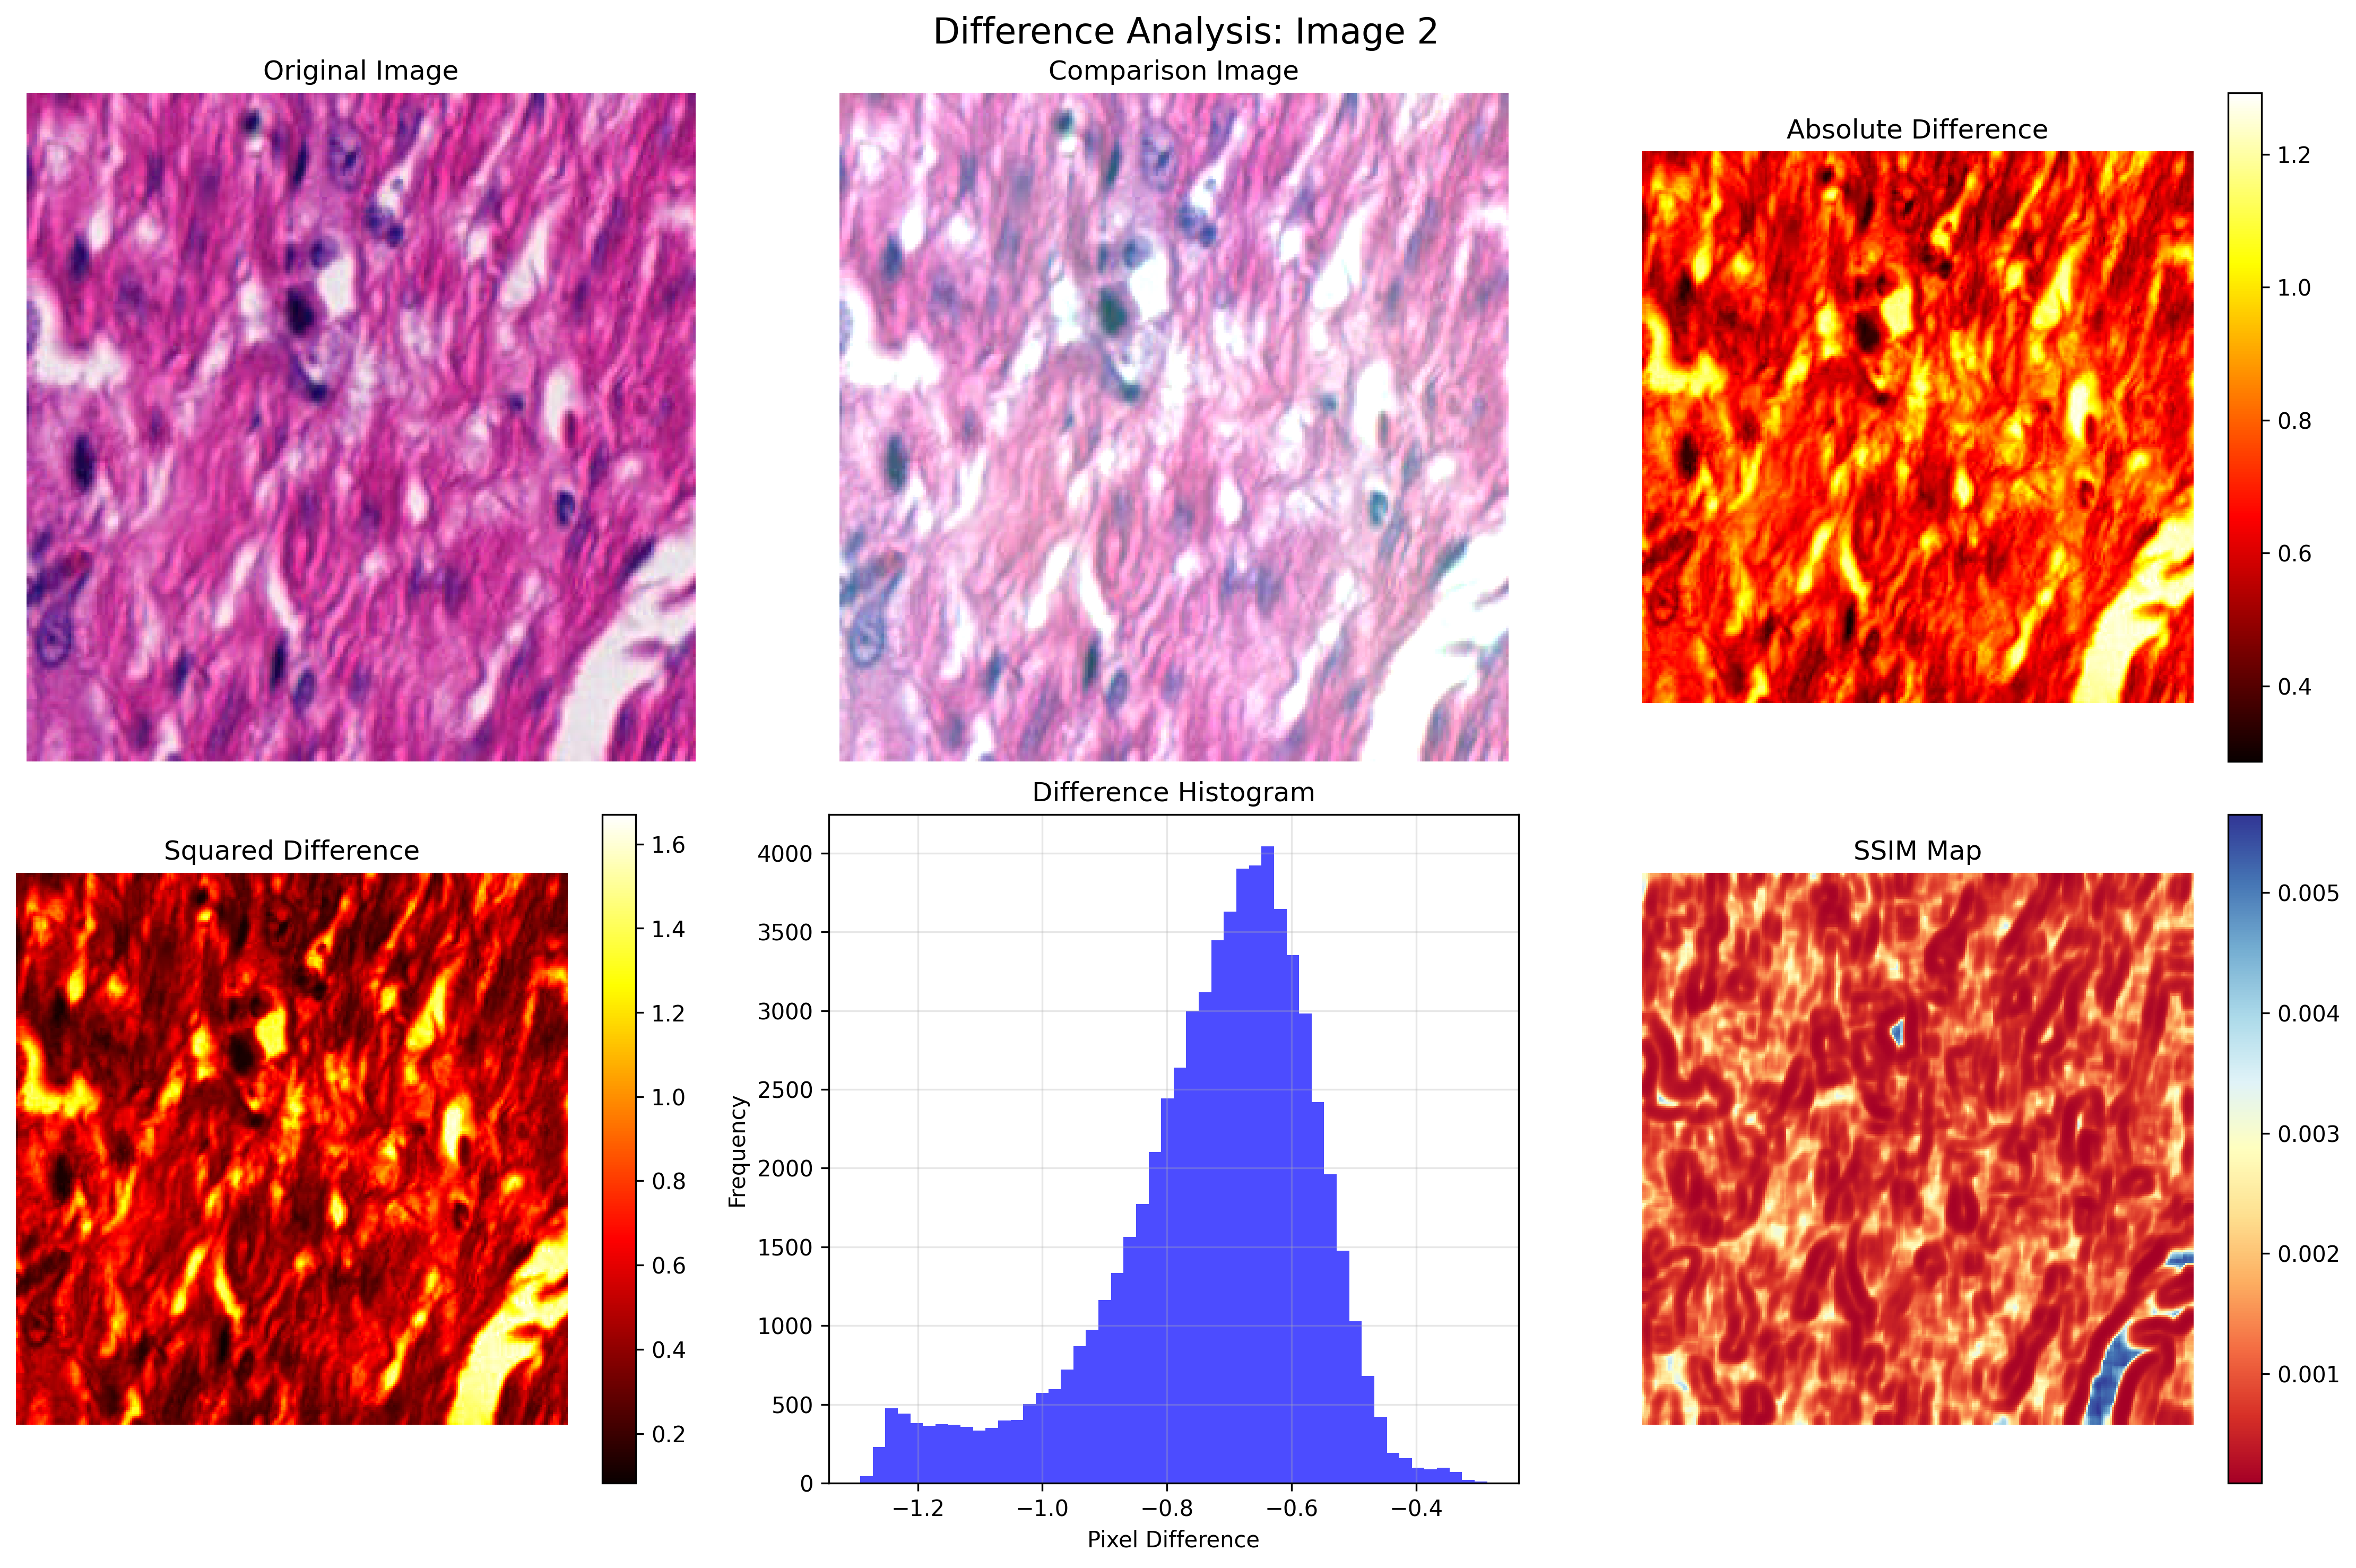 Difference Analysis: Image 2
Original Image
Comparison Image
Absolute Difference
1.2
1.0
0.8
0.6
0.4
Squared Difference
1.6
1.4
1.2
1.0
0.8
0.6
0.4
0.2
Difference Histogram
Frequency
4000
3500
3000
2500
2000
1500
1000
500
0
−1.2 −1.0 −0.8 −0.6 −0.4
Pixel Difference
SSIM Map
0.005
0.004
0.003
0.002
0.001